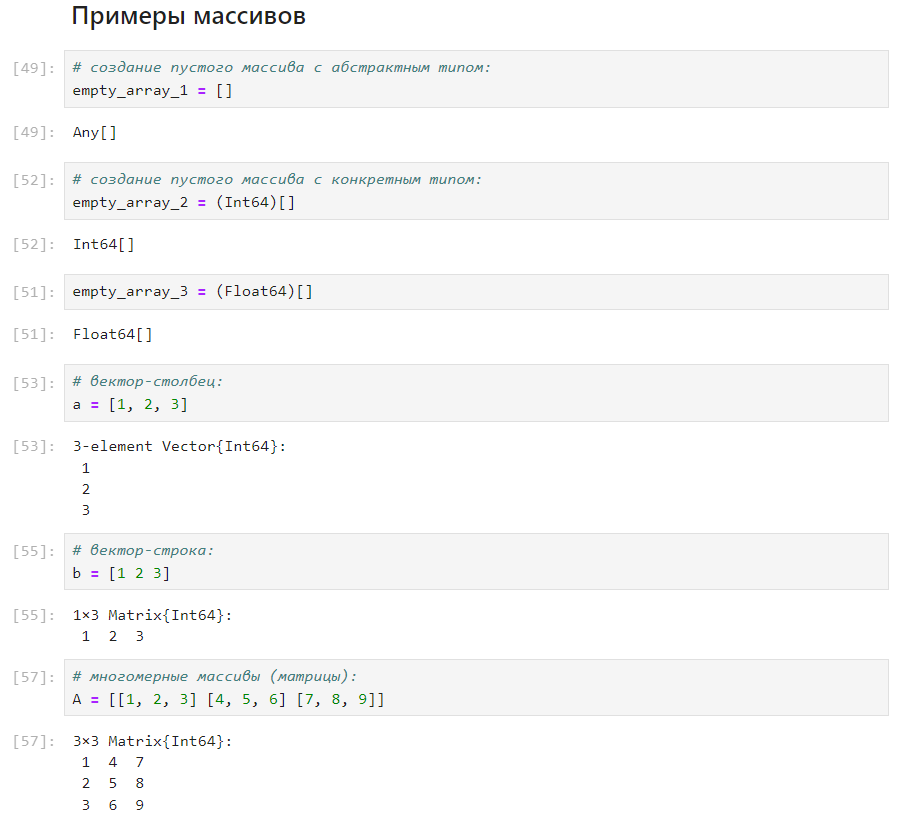 Примеры массивов
[49]: # создание пустого массива с абстрактным типом:
empty_array_1 = []
[49]: Any[]
[52]: # создание пустого массива с конкретным типом:
empty_array_2 = (Int64)[]
[52]: Int64[]
[51]: empty_array_3 = (Float64)[]
[51]: Float64[]
[53]: # вектор-столбец:
a = [1, 2, 3]
[53]: 3-element Vector{Int64}:
1
2
3
[55]: # вектор-строка:
b = [1 2 3]
[55]: 1×3 Matrix{Int64}:
1 2 3
[57]: # многомерные массивы (матрицы):
A = [[1, 2, 3] [4, 5, 6] [7, 8, 9]]
[57]: 3×3 Matrix{Int64}:
1 4 7
2 5 8
3 6 9